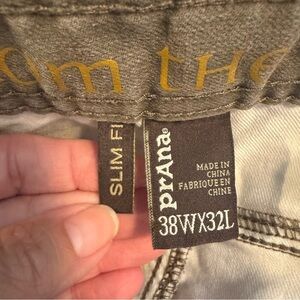 om the
SLIM FI
prAna®
MADE IN
CHINA
FABRIQUE EN
CHINE
38WX32L